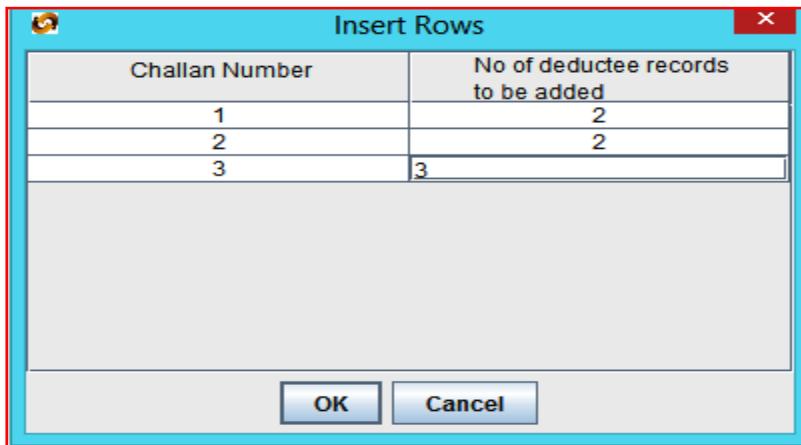 Insert Rows
Challan Number
No of deductee records
to be added
1 2
2 2
3 3
OK Cancel